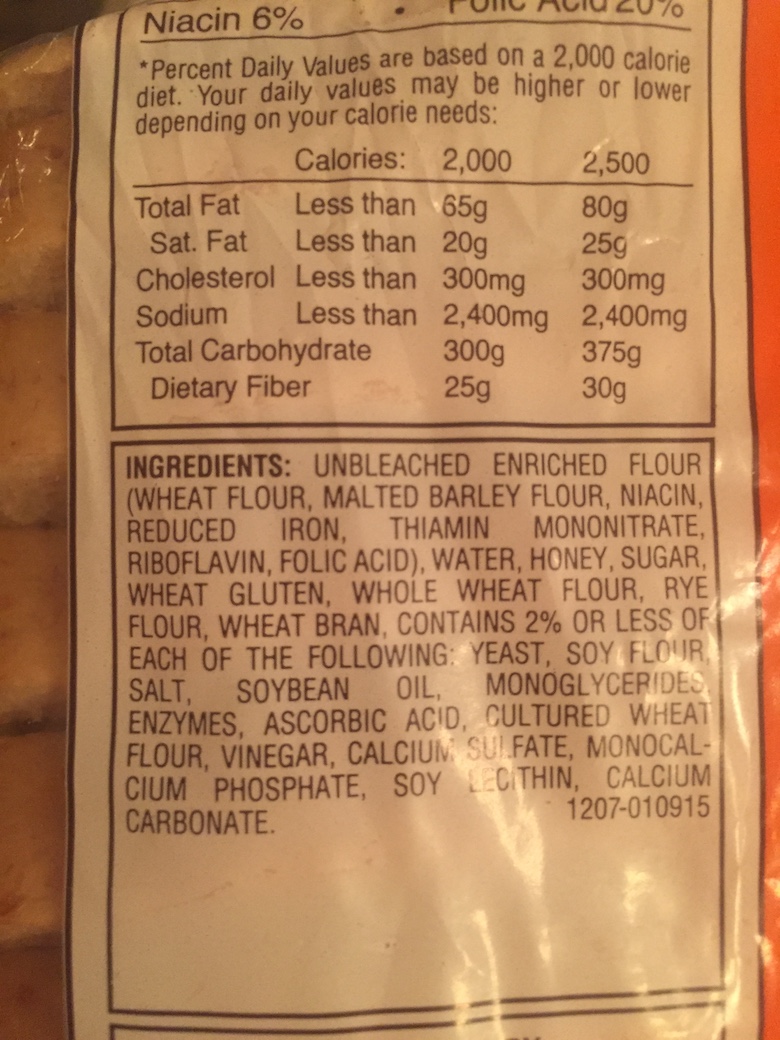 Niacin 6% • Folic Acid 20%
*Percent Daily Values are based on a 2,000 calorie
diet. Your daily values may be higher or lower
depending on your calorie needs:
Calories: 2,000 2,500
Total Fat Less than 65g 80g
Sat. Fat Less than 20g 25g
Cholesterol Less than 300mg 300mg
Sodium Less than 2,400mg 2,400mg
Total Carbohydrate 300g 375g
Dietary Fiber 25g 30g
INGREDIENTS: UNBLEACHED ENRICHED FLOUR
(WHEAT FLOUR, MALTED BARLEY FLOUR, NIACIN,
REDUCED IRON, THIAMIN MONONITRATE,
RIBOFLAVIN, FOLIC ACID), WATER, HONEY, SUGAR,
WHEAT GLUTEN, WHOLE WHEAT FLOUR, RYE
FLOUR, WHEAT BRAN, CONTAINS 2% OR LESS OF
EACH OF THE FOLLOWING: YEAST, SOY FLOUR,
SALT, SOYBEAN OIL, MONOGLYCERIDES,
ENZYMES, ASCORBIC ACID, CULTURED WHEAT
FLOUR, VINEGAR, CALCIUM SULFATE, MONOCAL-
CIUM PHOSPHATE, SOY LECITHIN, CALCIUM
CARBONATE. 1207-010915